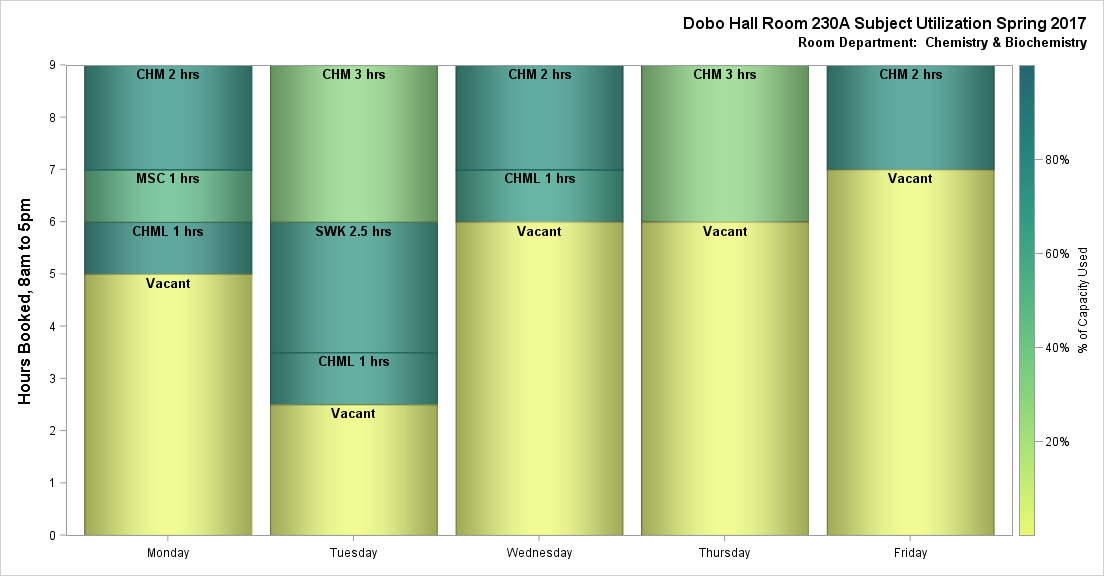 Dobo Hall Room 230A Subject Utilization Spring 2017
Room Department: Chemistry & Biochemistry
Hours Booked, 8am to 5pm
9
8
7
6
5
4
3
2
1
0
CHM 2 hrs
MSC 1 hrs
CHML 1 hrs
Vacant
CHM 3 hrs
SWK 2.5 hrs
CHML 1 hrs
Vacant
CHM 2 hrs
CHML 1 hrs
Vacant
CHM 3 hrs
Vacant
CHM 2 hrs
Vacant
Monday
Tuesday
Wednesday
Thursday
Friday
80%
60%
40%
20%
% of Capacity Used